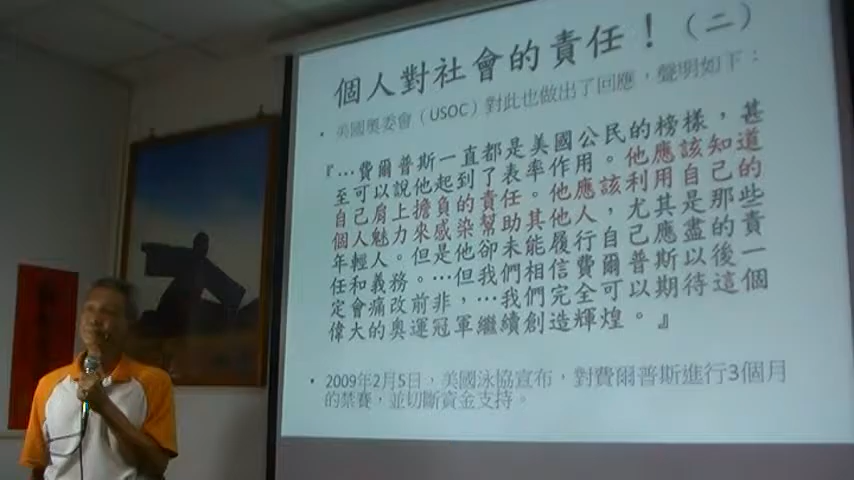 個人對社會的責任！（二）
• 美國奧委會（USOC）對此也做出了回應，聲明如下：
『…費爾普斯一直都是美國公民的榜樣，甚
至可以說他起到了表率作用。他應該知道
自己肩上擔負的責任。他應該利用自己的
個人魅力來感染幫助其他人，尤其是那些
年輕人。但是他卻未能履行自己應盡的責
任和義務。…但我們相信費爾普斯以後一
定會痛改前非，…我們完全可以期待這個
偉大的奧運冠軍繼續創造輝煌。』
• 2009年2月5日，美國泳協宣布，對費爾普斯進行3個月
的禁賽，並切斷資金支持。